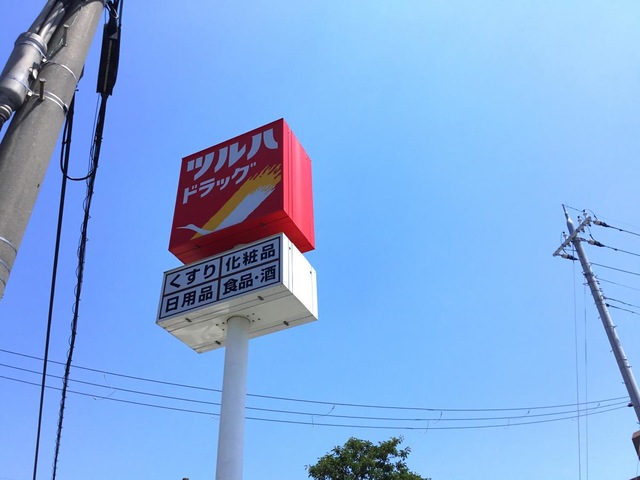 ツルハ
ドラッグ
くすり 化粧品
日用品 食品・酒